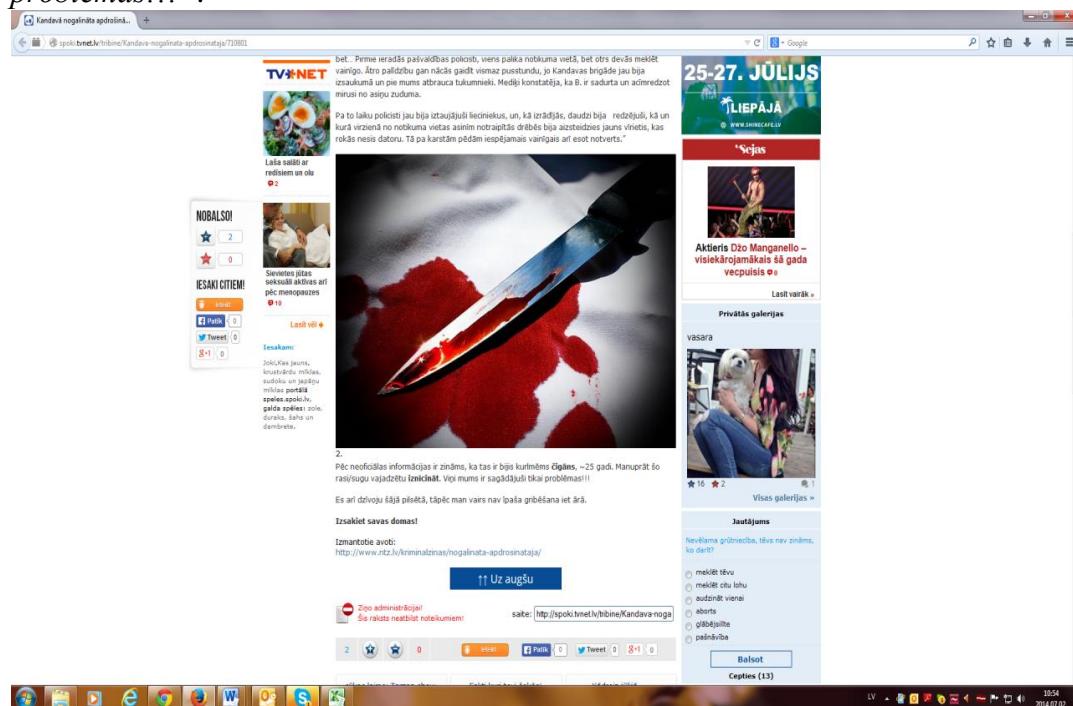 problēmas!!!".
Kandavā nogalināta apdrošinā...
spoki.tvnet.lv/tribine/Kandava-nogalinata-apdrosinataja/710801
Google
TVNET
Laša salāti ar
redīsiem un olu
2
Sievietes jūtas
seksuāli aktīvas arī
pēc menopauzes
10
Lasīt vēl
Iesakam:
Joki,Kas jauns,
krustvārdu mīklas,
sudoku un japāņu
mīklas portālā
speles.spoki.lv,
galda spēles: zole,
duraks, šahs un
dambrete.
NOBALSO!
2
0
IESAKI CITIEM!
Ieteikt
Patīk 0
Tweet 0
g+1 0
bet... Pirmie ieradās pašvaldības policisti, viens palika notikuma vietā, bet otrs devās meklēt
vainīgo. Ātro palīdzību gan nācās gaidīt vismaz pusstundu, jo Kandavas brigāde jau bija
izsaukumā un pie mums atbrauca tukumnieki. Mediķi konstatēja, ka B. ir sadurta un acīmredzot
mirusi no asiņu zuduma.
Pa to laiku policisti jau bija iztaujājuši lieciniekus, un, kā izrādījās, daudzi bija redzējuši, kā un
kurā virzienā no notikuma vietas asinīm notraipītās drēbēs bija aizsteidzies jauns vīrietis, kas
rokās nesis datoru. Tā pa karstām pēdām iespējamais vainīgais arī esot notverts."
2.
Pēc neoficiālas informācijas ir zināms, ka tas ir bijis kurlmēms čigāns, ~25 gadi. Manuprāt šo
rasi/sugu vajadzētu iznīcināt. Viņi mums ir sagādājuši tikai problēmas!!!
Es arī dzīvoju šājā pilsētā, tāpēc man vairs nav īpaša gribēšana iet ārā.
Izsakiet savas domas!
Izmantotie avoti:
http://www.ntz.lv/kriminalzinas/nogalinata-apdrosinataja/
↑↑ Uz augšu
Ziņo administrācijai!
Šis raksts neatbilst noteikumiem!
saite: http://spoki.tvnet.lv/tribine/Kandava-noga
2 0 Ieteikt Patīk 0 Tweet 0 g+1 0
25-27. JŪLIJS
LIEPĀJĀ
WWW.SHINECAFE.LV
Sejas
Aktieris Džo Manganello –
visiekārojamākais šā gada
vecpuisis 0
Lasīt vairāk »
Privātās galerijas
vasara
16 2 1
Visas galerijas »
Jautājums
Nevēlama grūtniecība, tēvs nav zināms,
ko darīt?
meklēt tēvu
meklēt citu lohu
audzināt vienai
aborts
glābējsilīte
pašnāvība
Balsot
Cepties (13)
LV
10:54
2014.07.02